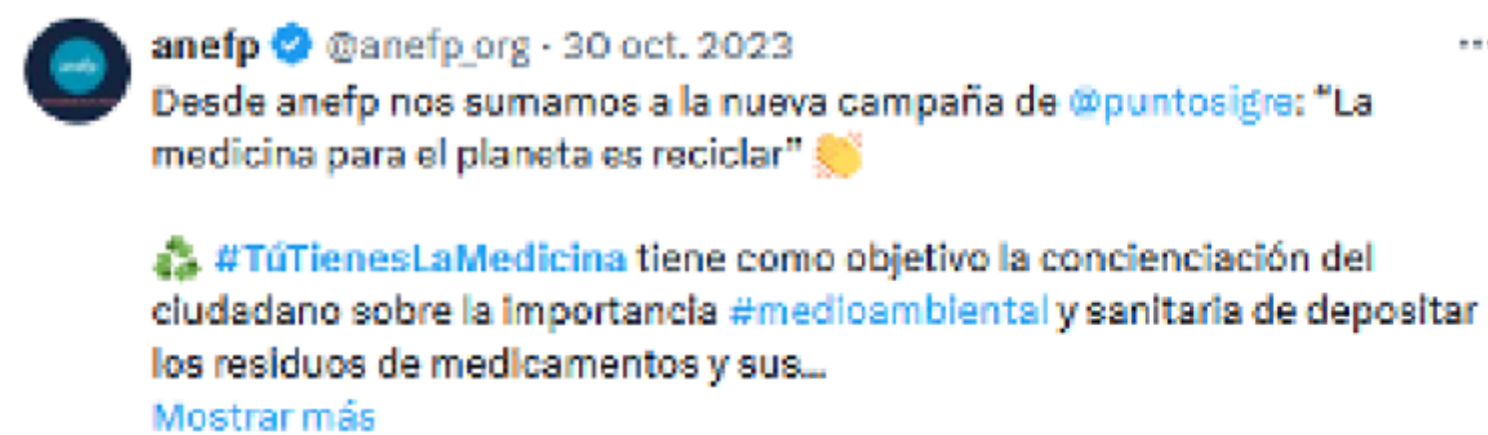 anefp @anefp_org · 30 oct. 2023
Desde anefp nos sumamos a la nueva campaña de @puntosigre: “La
medicina para el planeta es reciclar” 👏
♻ #TúTienesLaMedicina tiene como objetivo la concienciación del
ciudadano sobre la importancia #medioambiental y sanitaria de depositar
los residuos de medicamentos y sus...
Mostrar más